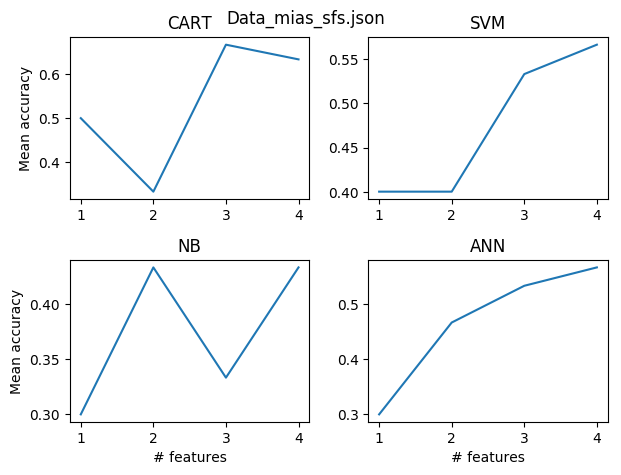 Data_mias_sfs.json
CART
SVM
Mean accuracy
0.6
0.5
0.4
1 2 3 4
0.55
0.50
0.45
0.40
1 2 3 4
NB
ANN
Mean accuracy
0.40
0.35
0.30
1 2 3 4
# features
0.5
0.4
0.3
1 2 3 4
# features